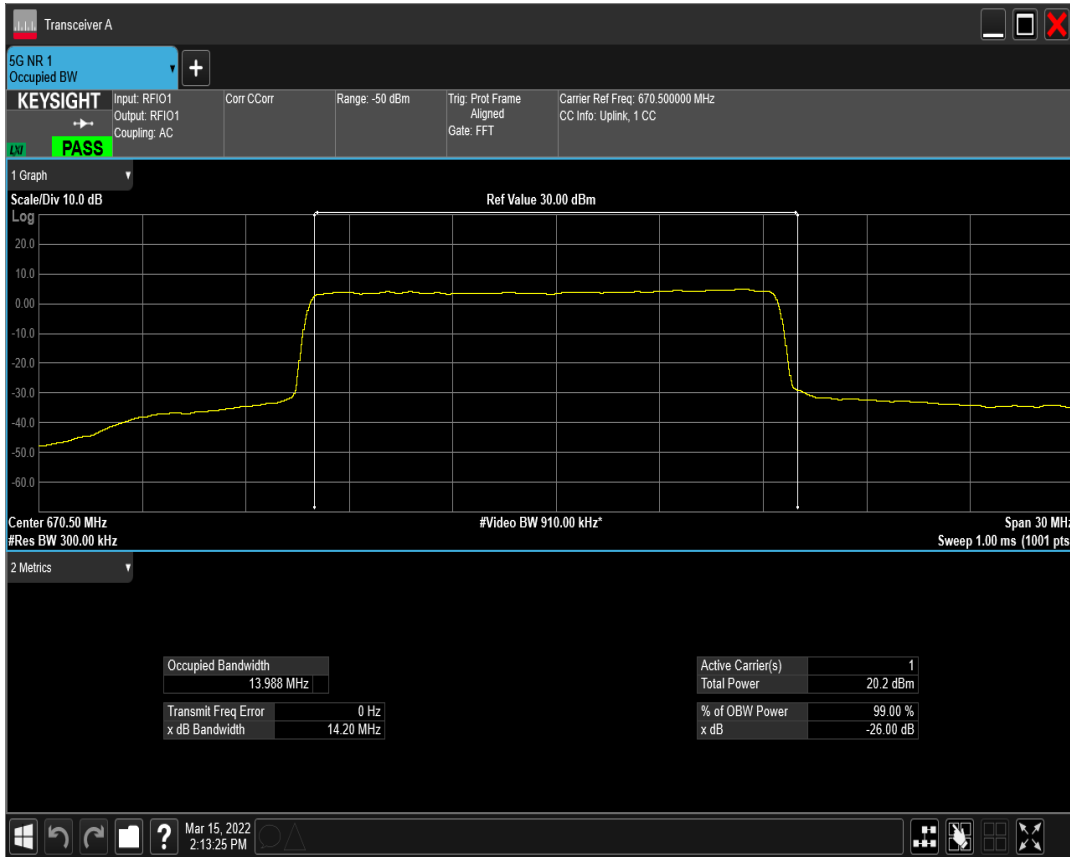 Transceiver A
5G NR 1
Occupied BW
+
KEYSIGHT
LXI
PASS
Input: RFIO1
Output: RFIO1
Coupling: AC
Corr CCorr
Range: -50 dBm
Trig: Prot Frame
Aligned
Gate: FFT
Carrier Ref Freq: 670.500000 MHz
CC Info: Uplink, 1 CC
1 Graph
Scale/Div 10.0 dB
Ref Value 30.00 dBm
Log
20.0
10.0
0.00
-10.0
-20.0
-30.0
-40.0
-50.0
-60.0
Center 670.50 MHz
#Video BW 910.00 kHz*
Span 30 MHz
#Res BW 300.00 kHz
Sweep 1.00 ms (1001 pts
2 Metrics
Occupied Bandwidth
13.988 MHz
Transmit Freq Error 0 Hz
x dB Bandwidth 14.20 MHz
Active Carrier(s) 1
Total Power 20.2 dBm
% of OBW Power 99.00 %
x dB -26.00 dB
?
Mar 15, 2022
2:13:25 PM